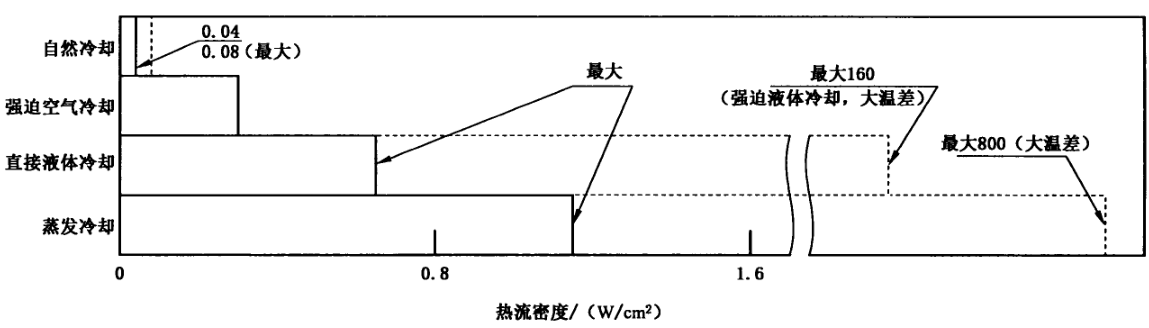 自然冷却
0.04
0.08(最大)
强迫空气冷却
最大
最大160
(强迫液体冷却，大温差)
直接液体冷却
最大800(大温差)
蒸发冷却
0
0.8
1.6
热流密度/(W/cm²)